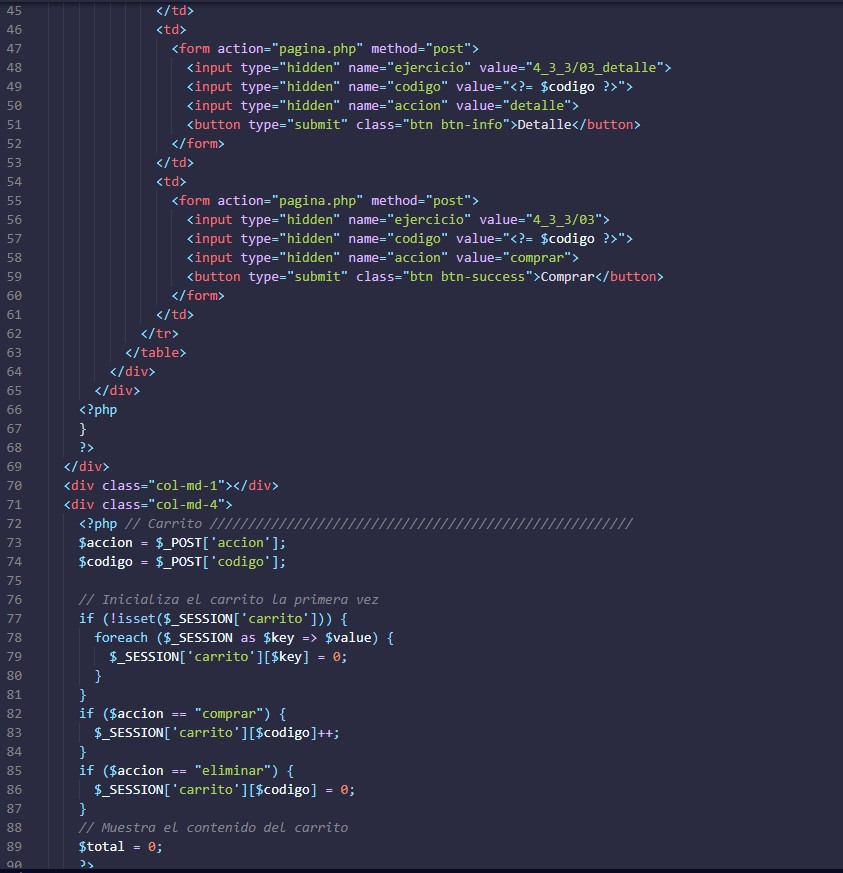 45 </td>
46 <td>
47 <form action="pagina.php" method="post">
48 <input type="hidden" name="ejercicio" value="4_3_3/03_detalle">
49 <input type="hidden" name="codigo" value="<?= $codigo ?>">
50 <input type="hidden" name="accion" value="detalle">
51 <button type="submit" class="btn btn-info">Detalle</button>
52 </form>
53 </td>
54 <td>
55 <form action="pagina.php" method="post">
56 <input type="hidden" name="ejercicio" value="4_3_3/03">
57 <input type="hidden" name="codigo" value="<?= $codigo ?>">
58 <input type="hidden" name="accion" value="comprar">
59 <button type="submit" class="btn btn-success">Comprar</button>
60 </form>
61 </td>
62 </tr>
63 </table>
64 </div>
65 </div>
66 <?php
67 }
68 ?>
69 </div>
70 <div class="col-md-1"></div>
71 <div class="col-md-4">
72 <?php // Carrito ///////////////////////////////////////////////////////
73 $accion = $_POST['accion'];
74 $codigo = $_POST['codigo'];
75
76 // Inicializa el carrito la primera vez
77 if (!isset($_SESSION['carrito'])) {
78 foreach ($_SESSION as $key => $value) {
79 $_SESSION['carrito'][$key] = 0;
80 }
81 }
82 if ($accion == "comprar") {
83 $_SESSION['carrito'][$codigo]++;
84 }
85 if ($accion == "eliminar") {
86 $_SESSION['carrito'][$codigo] = 0;
87 }
88 // Muestra el contenido del carrito
89 $total = 0;
90 ?>